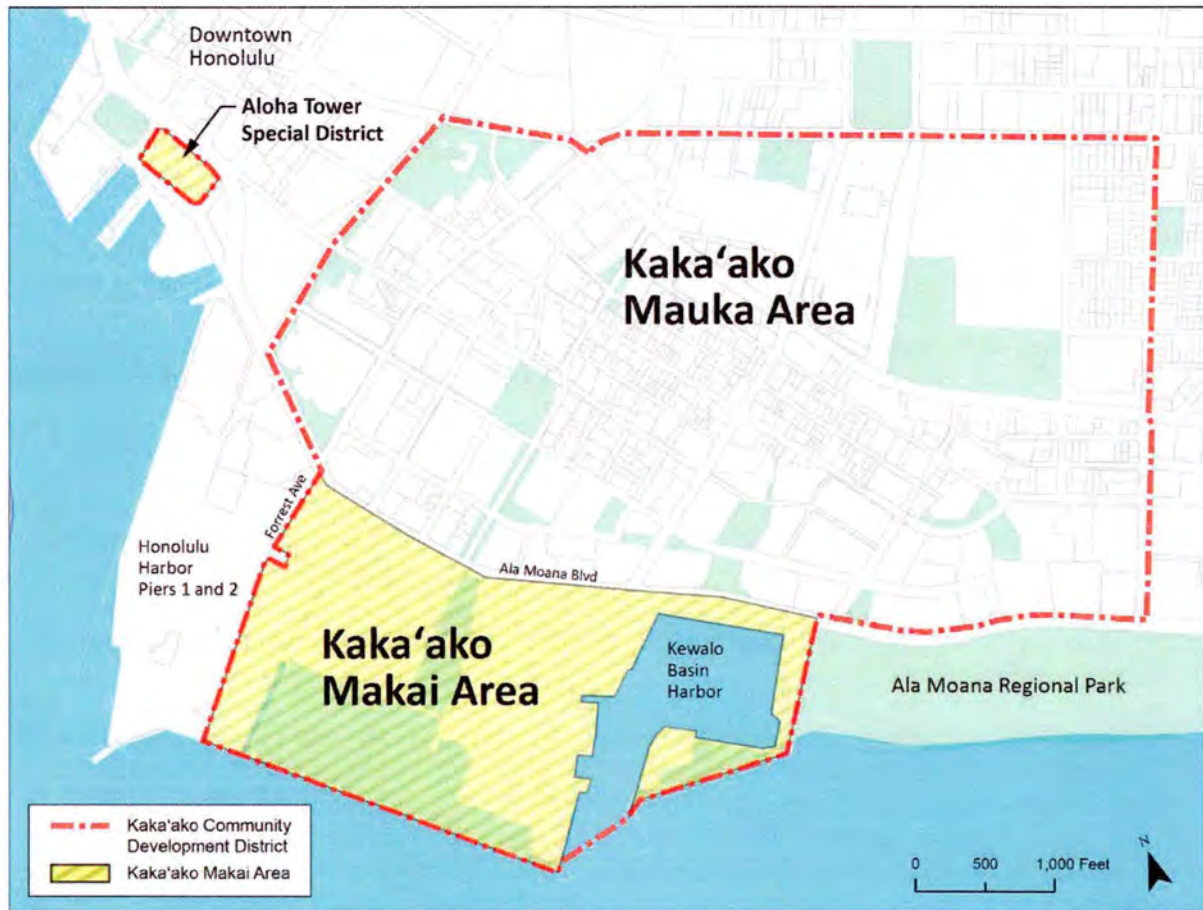 Downtown
Honolulu
Aloha Tower
Special District
Kaka‘ako
Mauka Area
Forrest Ave
Honolulu
Harbor
Piers 1 and 2
Ala Moana Blvd
Kaka‘ako
Makai Area
Kewalo
Basin
Harbor
Ala Moana Regional Park
Kaka‘ako Community
Development District
Kaka‘ako Makai Area
0 500 1,000 Feet
N